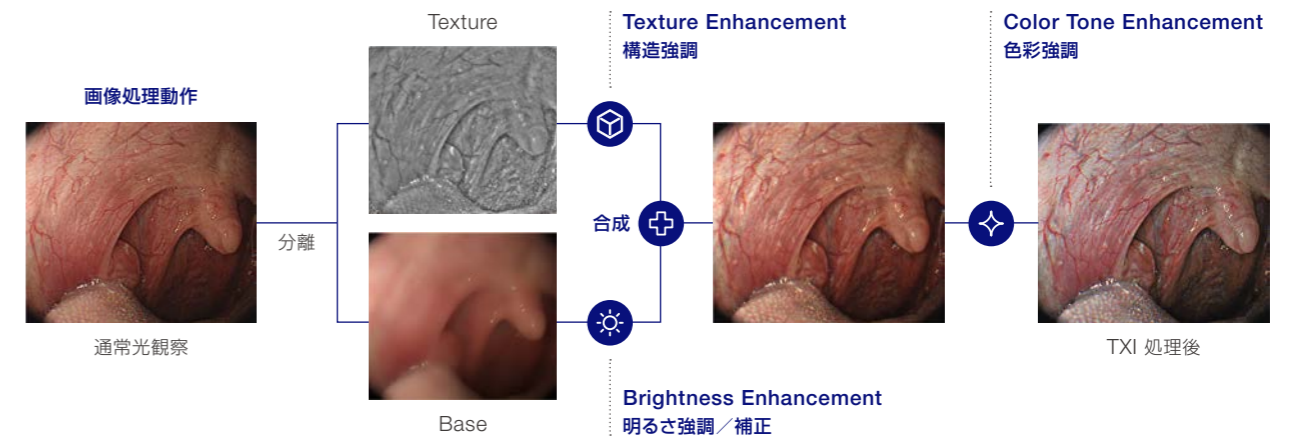 画像処理動作
通常光観察
分離
Texture
Base
Texture Enhancement
構造強調
合成
Brightness Enhancement
明るさ強調／補正
Color Tone Enhancement
色彩強調
TXI 処理後